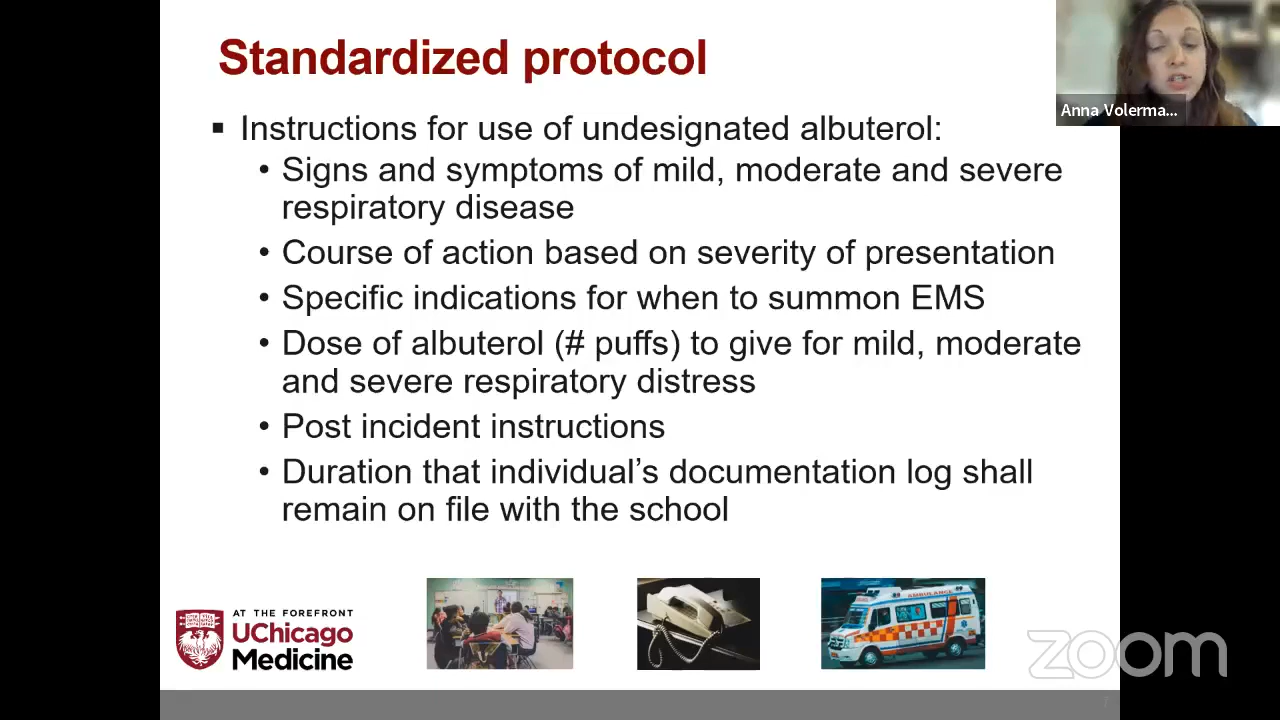 Standardized protocol
Anna Volerma...
▪ Instructions for use of undesignated albuterol:
• Signs and symptoms of mild, moderate and severe
respiratory disease
• Course of action based on severity of presentation
• Specific indications for when to summon EMS
• Dose of albuterol (# puffs) to give for mild, moderate
and severe respiratory distress
• Post incident instructions
• Duration that individual’s documentation log shall
remain on file with the school
AT THE FOREFRONT
UChicago
Medicine
AMBULANCE
zoom